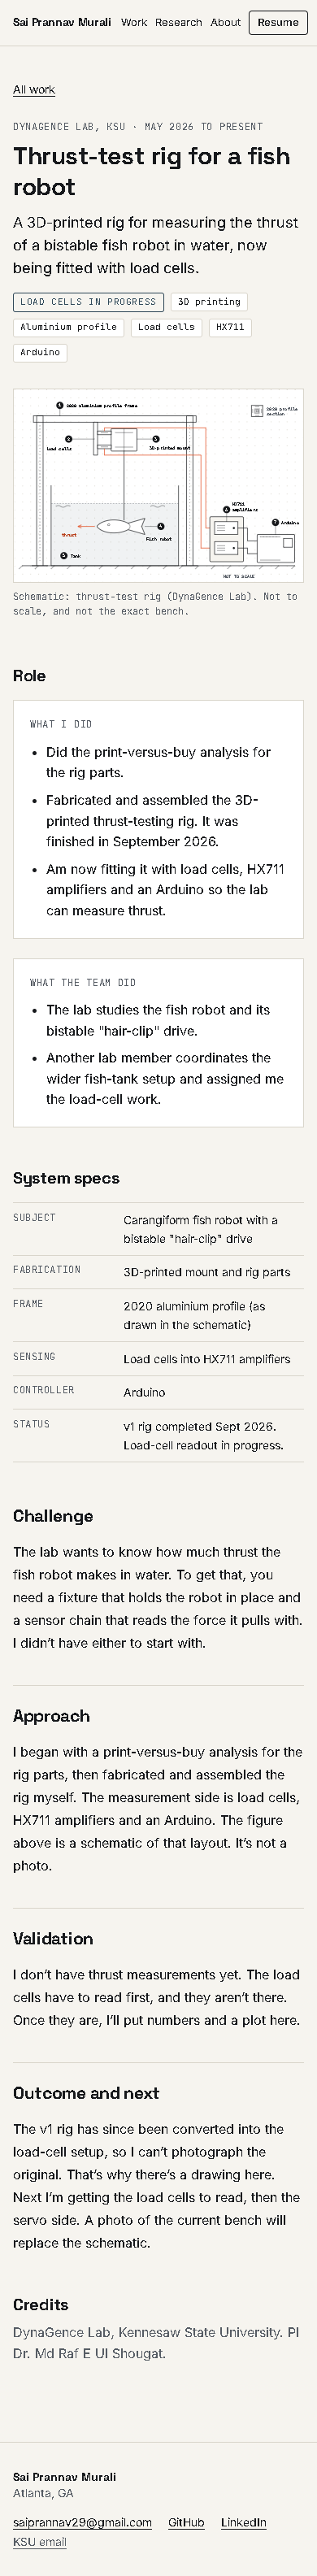 Sai Prannav Murali Work Research About Resume
All work
DYNAGENCE LAB, KSU · MAY 2026 TO PRESENT
Thrust-test rig for a fish
robot
A 3D-printed rig for measuring the thrust
of a bistable fish robot in water, now
being fitted with load cells.
LOAD CELLS IN PROGRESS 3D printing
Aluminium profile Load cells HX711
Arduino
2020 aluminium profile frame
2020 profile
section
Load cells
3D-printed mount
HX711
amplifiers
Arduino
thrust
Fish robot
Tank
NOT TO SCALE
Schematic: thrust-test rig (DynaGence Lab). Not to
scale, and not the exact bench.
Role
WHAT I DID
• Did the print-versus-buy analysis for
the rig parts.
• Fabricated and assembled the 3D-
printed thrust-testing rig. It was
finished in September 2026.
• Am now fitting it with load cells, HX711
amplifiers and an Arduino so the lab
can measure thrust.
WHAT THE TEAM DID
• The lab studies the fish robot and its
bistable "hair-clip" drive.
• Another lab member coordinates the
wider fish-tank setup and assigned me
the load-cell work.
System specs
SUBJECT Carangiform fish robot with a
bistable "hair-clip" drive
FABRICATION 3D-printed mount and rig parts
FRAME 2020 aluminium profile (as
drawn in the schematic)
SENSING Load cells into HX711 amplifiers
CONTROLLER Arduino
STATUS v1 rig completed Sept 2026.
Load-cell readout in progress.
Challenge
The lab wants to know how much thrust the
fish robot makes in water. To get that, you
need a fixture that holds the robot in place and
a sensor chain that reads the force it pulls with.
I didn't have either to start with.
Approach
I began with a print-versus-buy analysis for the
rig parts, then fabricated and assembled the
rig myself. The measurement side is load cells,
HX711 amplifiers and an Arduino. The figure
above is a schematic of that layout. It's not a
photo.
Validation
I don't have thrust measurements yet. The load
cells have to read first, and they aren't there.
Once they are, I'll put numbers and a plot here.
Outcome and next
The v1 rig has since been converted into the
load-cell setup, so I can't photograph the
original. That's why there's a drawing here.
Next I'm getting the load cells to read, then the
servo side. A photo of the current bench will
replace the schematic.
Credits
DynaGence Lab, Kennesaw State University. PI
Dr. Md Raf E Ul Shougat.
Sai Prannav Murali
Atlanta, GA
saiprannav29@gmail.com GitHub LinkedIn
KSU email